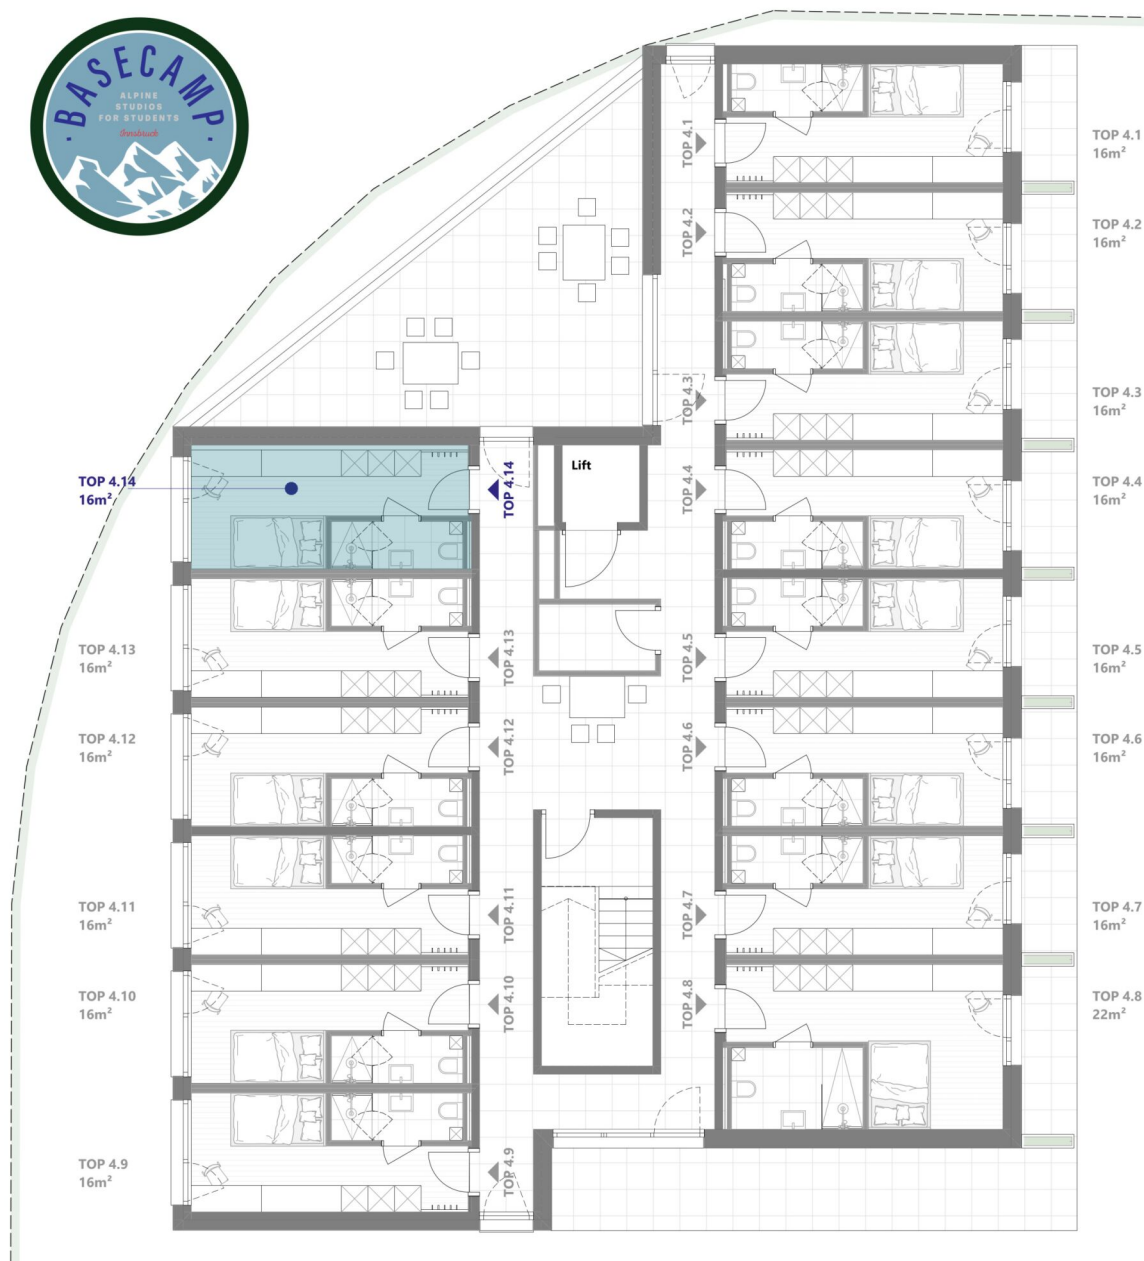 BASECAMP
ALPINE
STUDIOS
FOR STUDENTS
Innsbruck
TOP 4.1
TOP 4.1
16m²
TOP 4.2
TOP 4.2
16m²
TOP 4.3
TOP 4.3
16m²
Lift
TOP 4.14
16m²
TOP 4.14
TOP 4.4
TOP 4.4
16m²
TOP 4.13
16m²
TOP 4.13
TOP 4.5
TOP 4.5
16m²
TOP 4.12
16m²
TOP 4.12
TOP 4.6
TOP 4.6
16m²
TOP 4.11
16m²
TOP 4.11
TOP 4.7
TOP 4.7
16m²
TOP 4.10
16m²
TOP 4.10
TOP 4.8
TOP 4.8
22m²
TOP 4.9
16m²
TOP 4.9